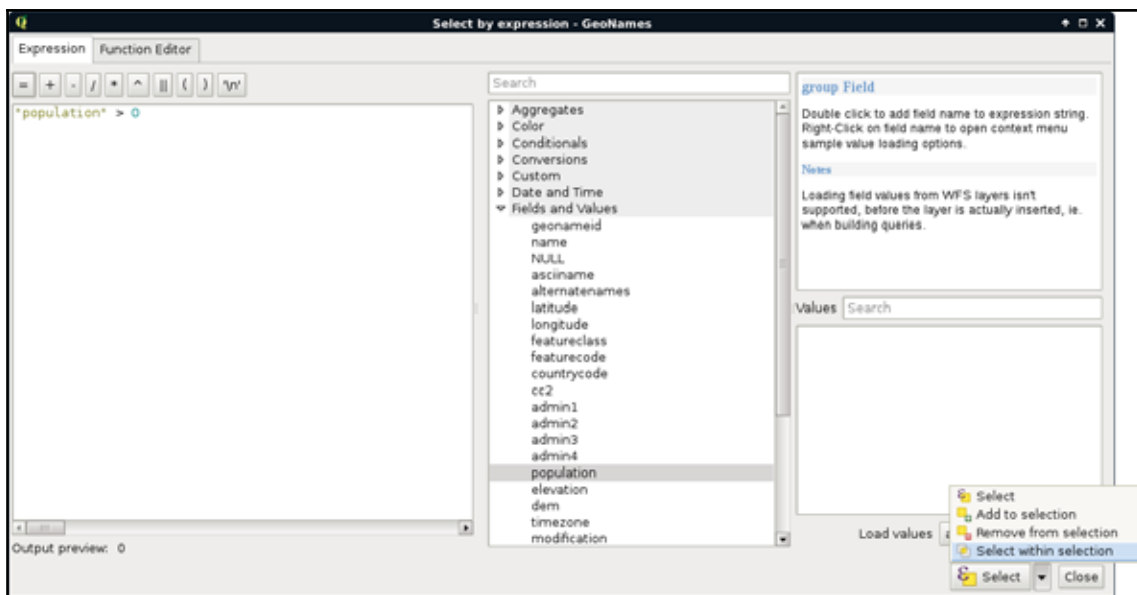 Select by expression - GeoNames
Expression Function Editor
= + - / * ^ || ( ) '\n'
"population" > 0
Output preview: 0
Search
Aggregates
Color
Conditionals
Conversions
Custom
Date and Time
Fields and Values
geonameid
name
NULL
asciiname
alternatenames
latitude
longitude
featureclass
featurecode
countrycode
cc2
admin1
admin2
admin3
admin4
population
elevation
dem
timezone
modification
group Field
Double click to add field name to expression string.
Right-Click on field name to open context menu
sample value loading options.
Notes
Loading field values from WFS layers isn't
supported, before the layer is actually inserted, ie.
when building queries.
Values Search
Load values
Select
Add to selection
Remove from selection
Select within selection
Select Close